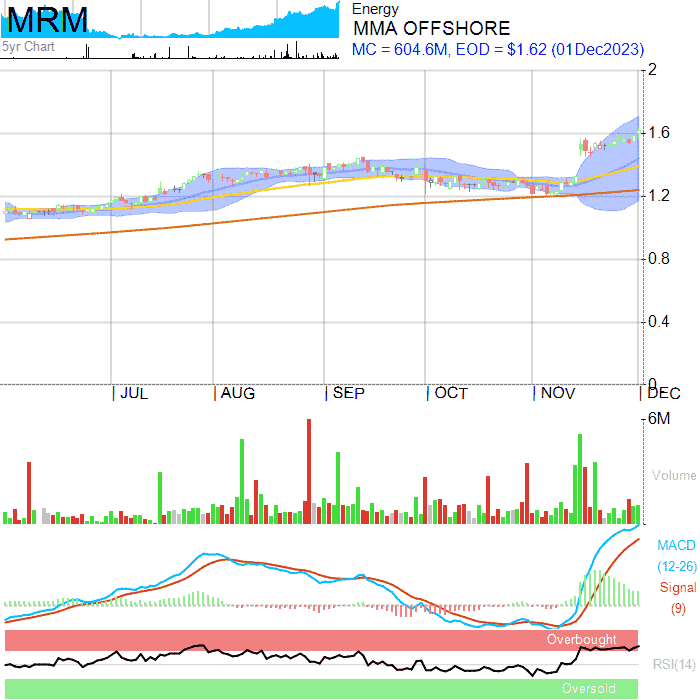 MRM
5yr Chart
Energy
MMA OFFSHORE
MC = 604.6M, EOD = $1.62 (01Dec2023)
2
1.6
1.2
0.8
0.4
0
JUL AUG SEP OCT NOV DEC
6M
Volume
MACD
(12-26)
Signal
(9)
Overbought
RSI(14)
Oversold